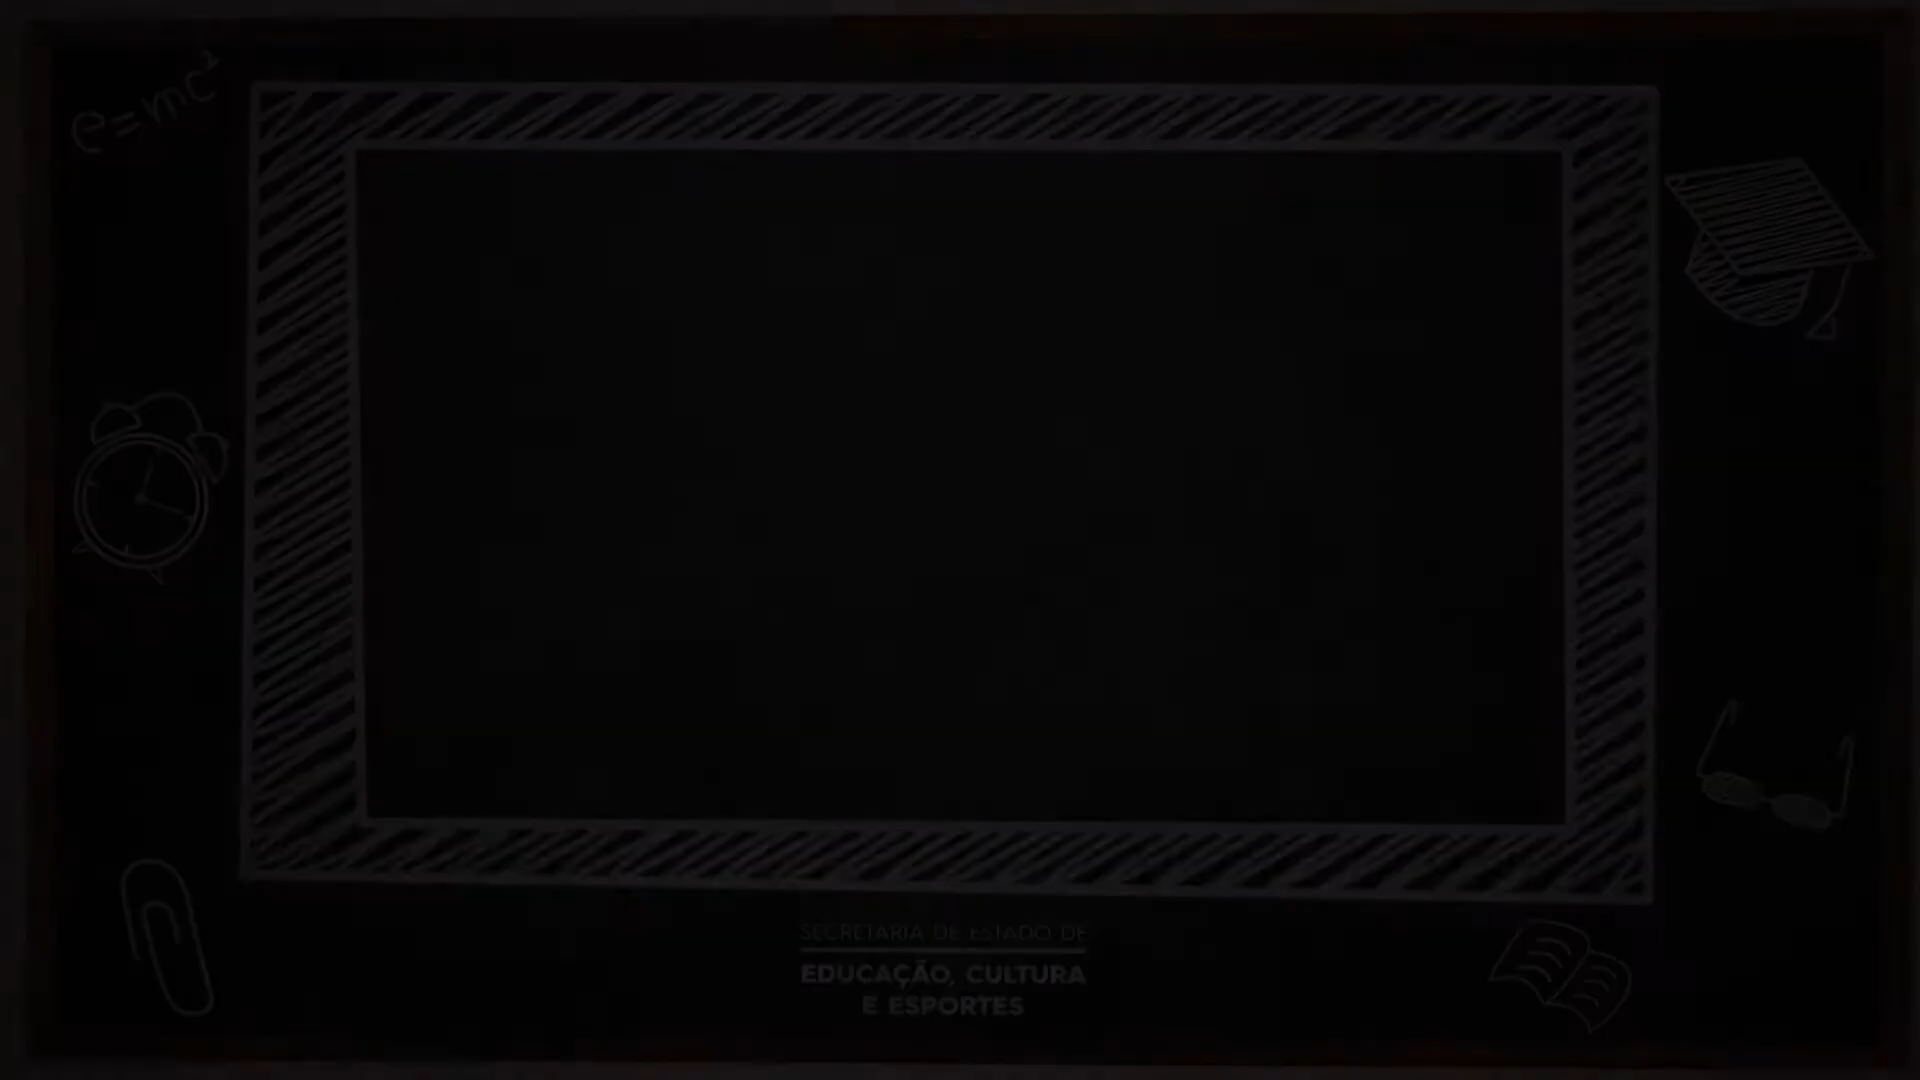 e=mc²
SECRETARIA DE ESTADO DE
EDUCAÇÃO, CULTURA
E ESPORTES